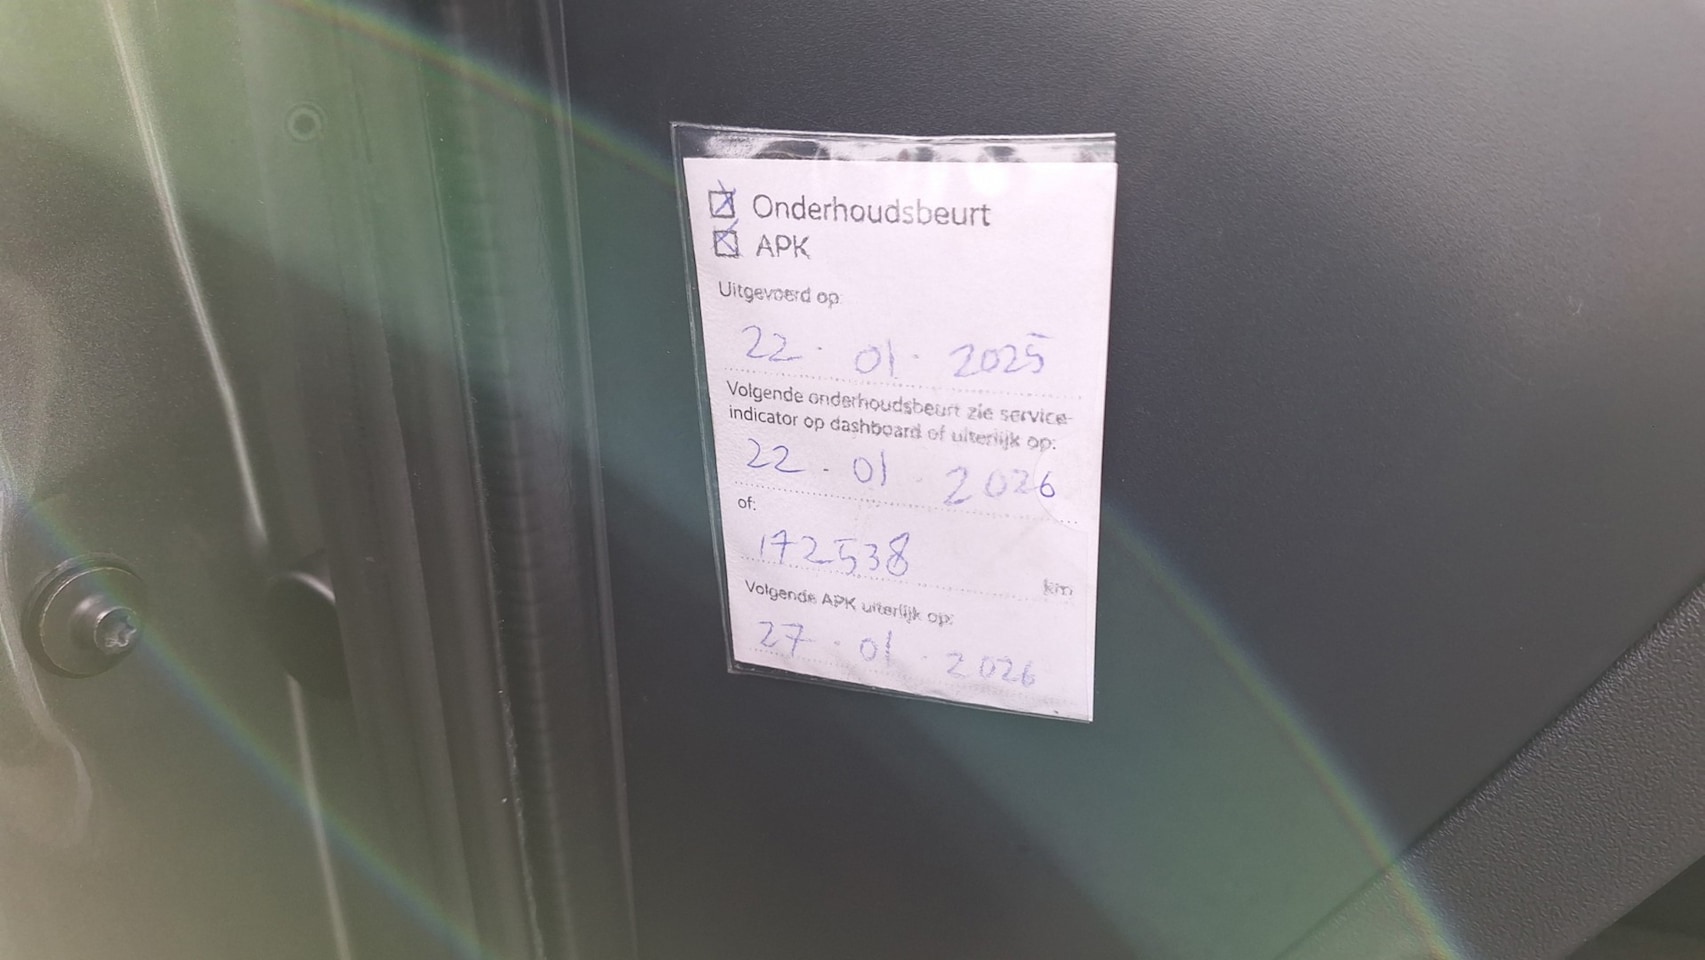 Onderhoudsbeurt
APK
Uitgevoerd op:
22 · 01 · 2025
Volgende onderhoudsbeurt zie service-
indicator op dashboard of uiterlijk op:
22 · 01 · 2026
of:
172538 km
Volgende APK uiterlijk op:
27 · 01 · 2026